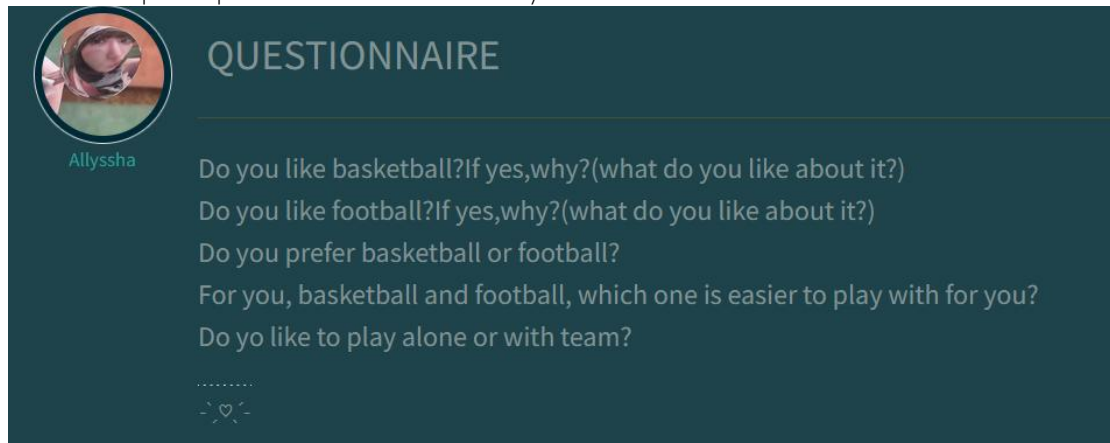 QUESTIONNAIRE
Allyssha
Do you like basketball?If yes,why?(what do you like about it?)
Do you like football?If yes,why?(what do you like about it?)
Do you prefer basketball or football?
For you, basketball and football, which one is easier to play with for you?
Do yo like to play alone or with team?